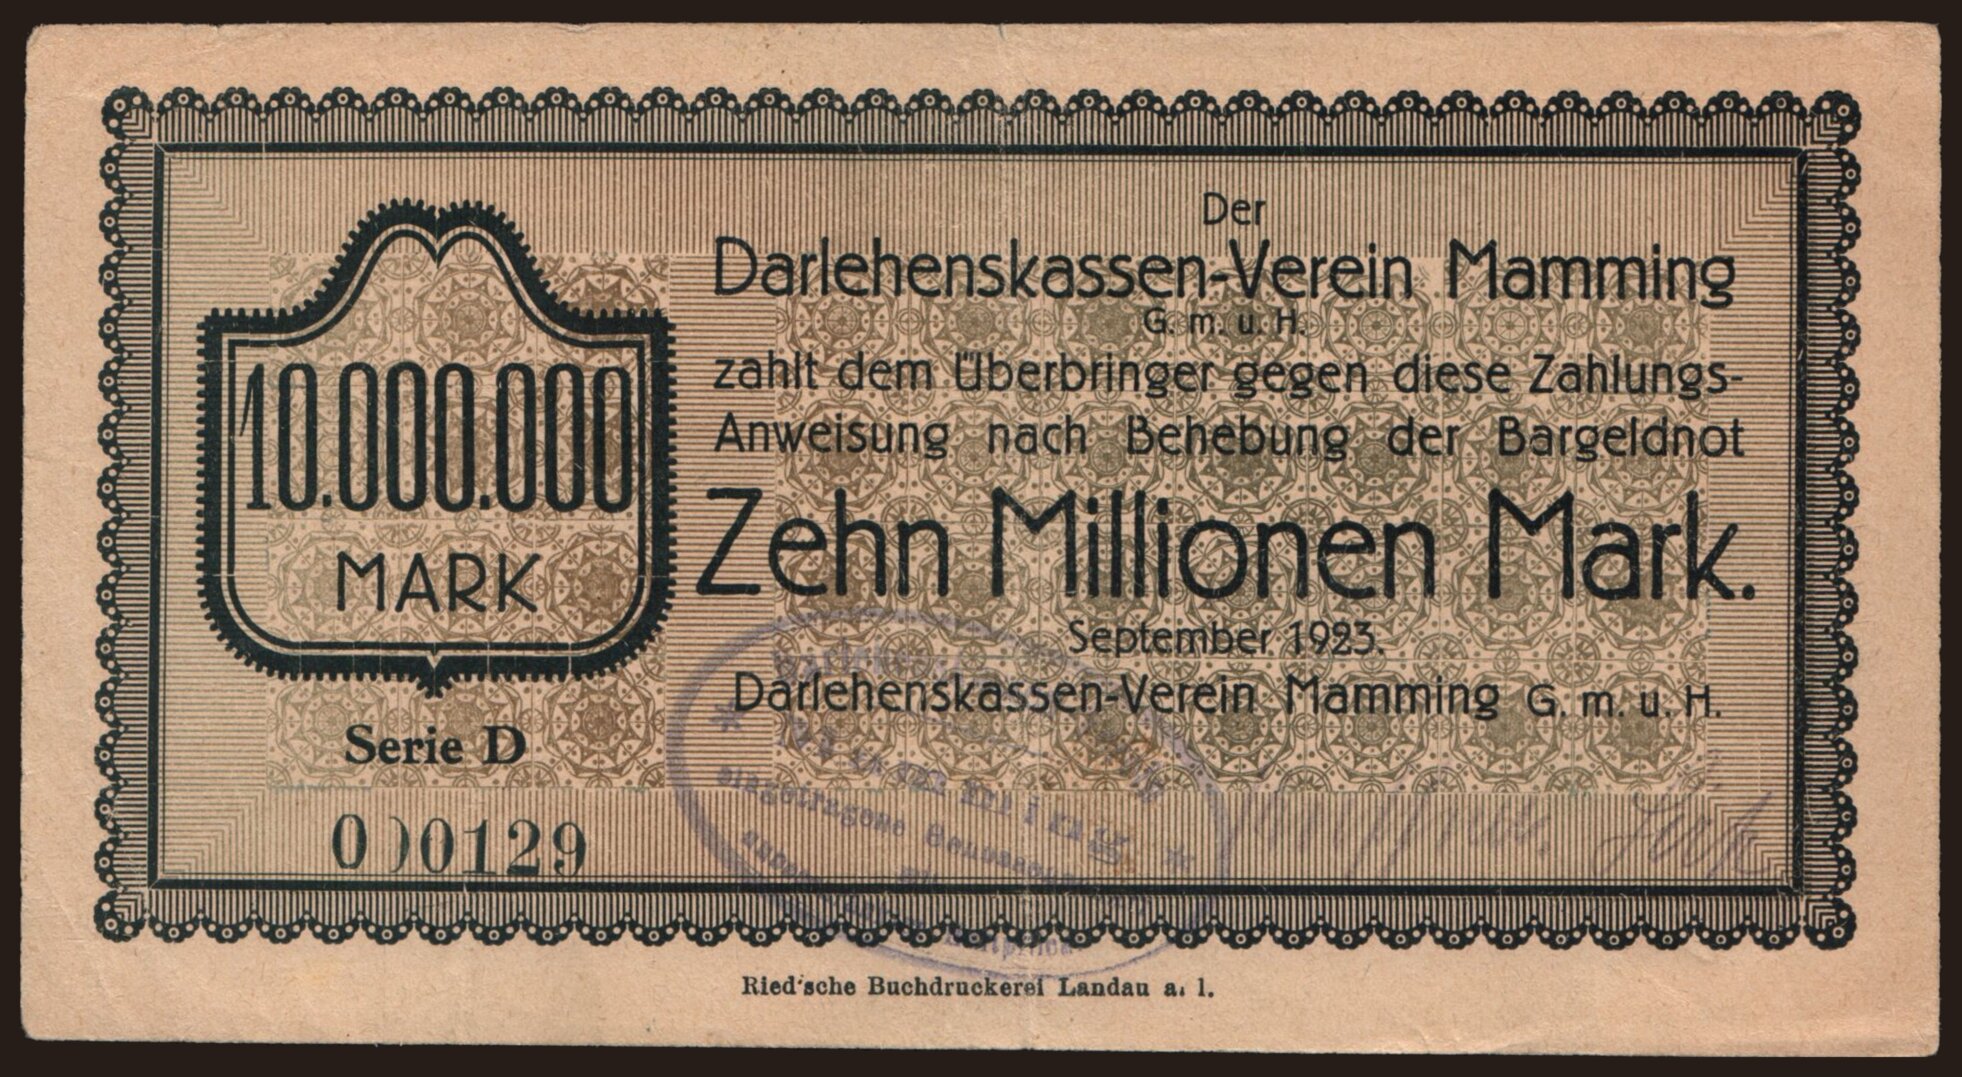 10.000.000
MARK
Serie D
000129
Der
Darlehenskassen-Verein Mamming
G. m. u. H.
zahlt dem Überbringer gegen diese Zahlungs-
Anweisung nach Behebung der Bargeldnot
Zehn Millionen Mark.
September 1923.
Darlehenskassen-Verein Mamming G. m. u. H.
eingetragene
Ried'sche Buchdruckerei Landau a. I.